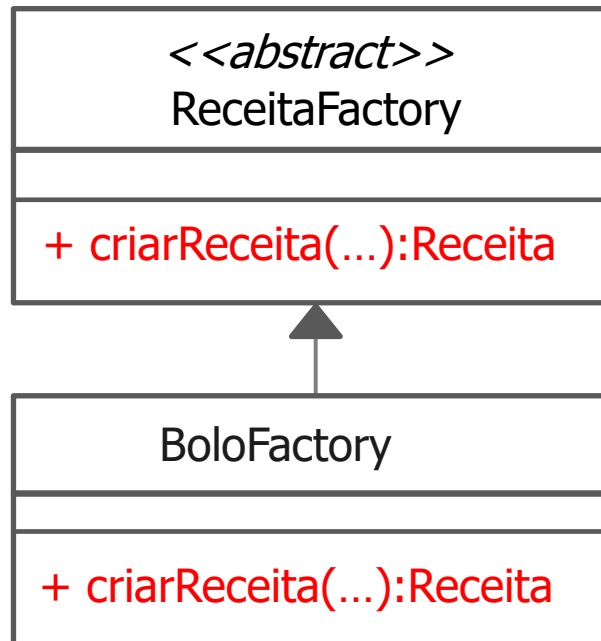 <<abstract>>
ReceitaFactory
+ criarReceita(...):Receita
BoloFactory
+ criarReceita(...):Receita